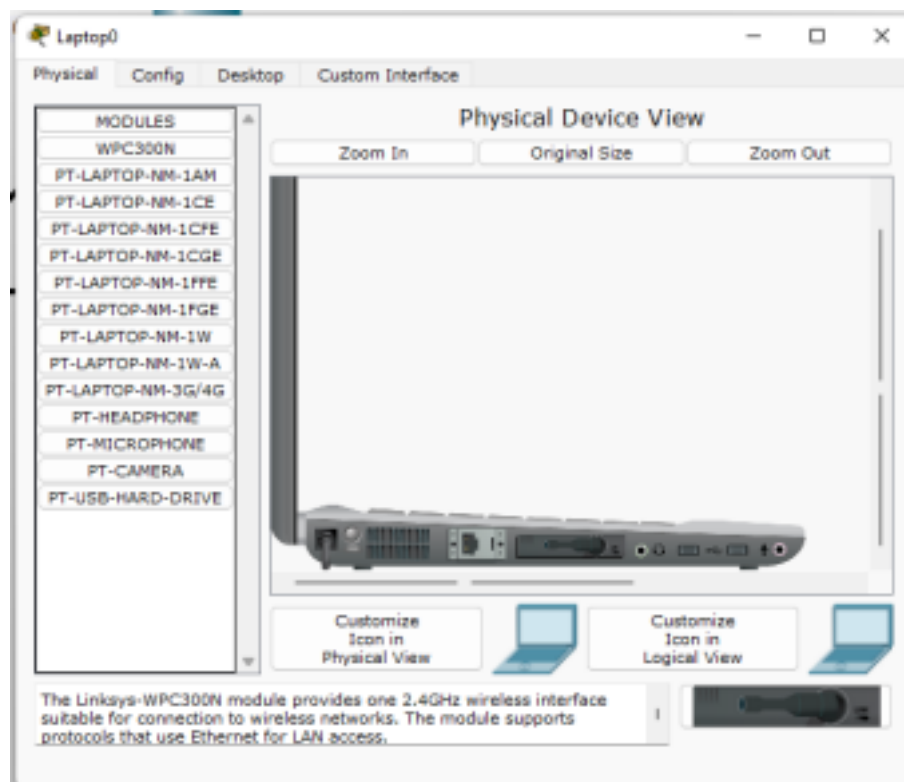 Laptop0
Physical Config Desktop Custom Interface
MODULES
WPC300N
PT-LAPTOP-NM-1AM
PT-LAPTOP-NM-1CE
PT-LAPTOP-NM-1CFE
PT-LAPTOP-NM-1CGE
PT-LAPTOP-NM-1FFE
PT-LAPTOP-NM-1FGE
PT-LAPTOP-NM-1W
PT-LAPTOP-NM-1W-A
PT-LAPTOP-NM-3G/4G
PT-HEADPHONE
PT-MICROPHONE
PT-CAMERA
PT-USB-HARD-DRIVE
Physical Device View
Zoom In Original Size Zoom Out
Customize
Icon in
Physical View
Customize
Icon in
Logical View
The Linksys-WPC300N module provides one 2.4GHz wireless interface
suitable for connection to wireless networks. The module supports
protocols that use Ethernet for LAN access.